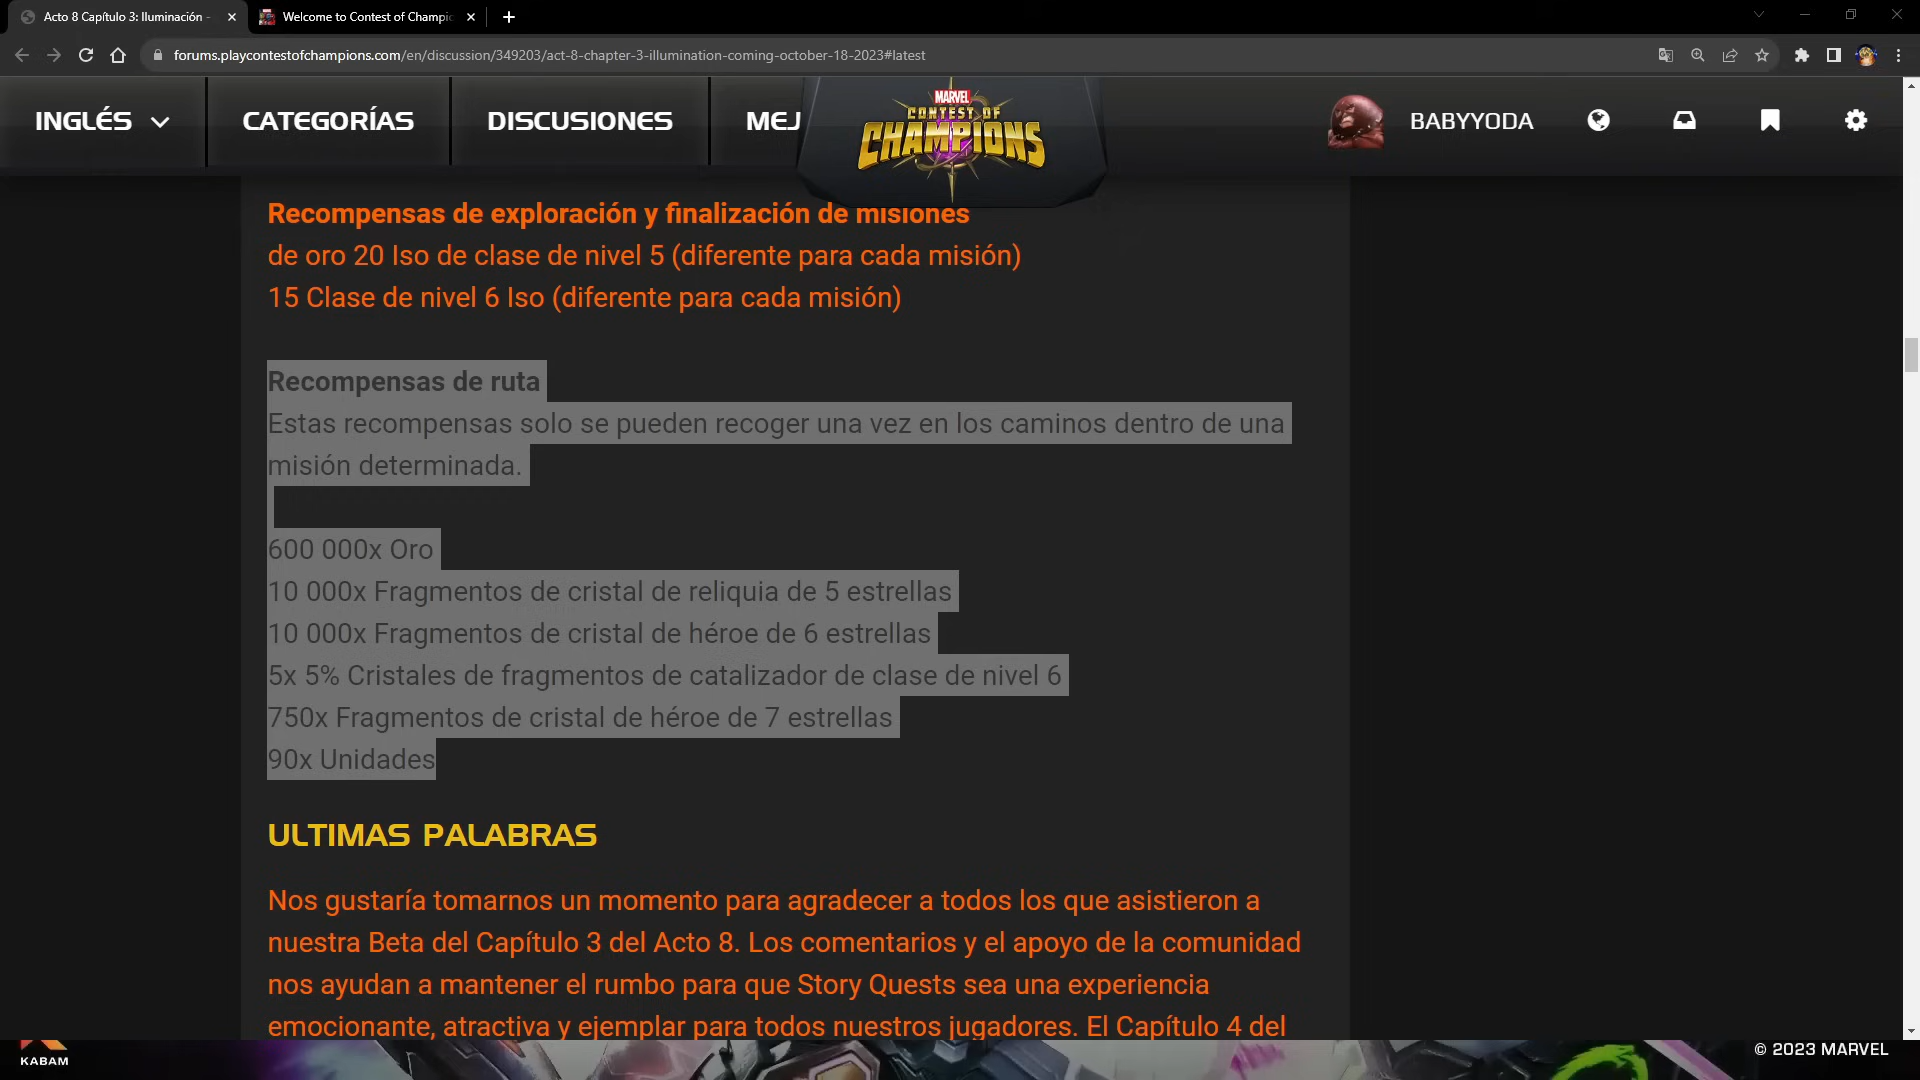 Acto 8 Capítulo 3: Iluminación -
Welcome to Contest of Champi
forums.playcontestofchampions.com/en/discussion/349203/act-8-chapter-3-illumination-coming-october-18-2023#latest
INGLÉS
CATEGORÍAS
DISCUSIONES
MEJ
MARVEL
CONTEST OF
CHAMPIONS
BABYYODA
Recompensas de exploración y finalización de misiones
de oro 20 Iso de clase de nivel 5 (diferente para cada misión)
15 Clase de nivel 6 Iso (diferente para cada misión)
Recompensas de ruta
Estas recompensas solo se pueden recoger una vez en los caminos dentro de una
misión determinada.
600 000x Oro
10 000x Fragmentos de cristal de reliquia de 5 estrellas
10 000x Fragmentos de cristal de héroe de 6 estrellas
5x 5% Cristales de fragmentos de catalizador de clase de nivel 6
750x Fragmentos de cristal de héroe de 7 estrellas
90x Unidades
ULTIMAS PALABRAS
Nos gustaría tomarnos un momento para agradecer a todos los que asistieron a
nuestra Beta del Capítulo 3 del Acto 8. Los comentarios y el apoyo de la comunidad
nos ayudan a mantener el rumbo para que Story Quests sea una experiencia
emocionante, atractiva y ejemplar para todos nuestros jugadores. El Capítulo 4 del
KABAM
© 2023 MARVEL